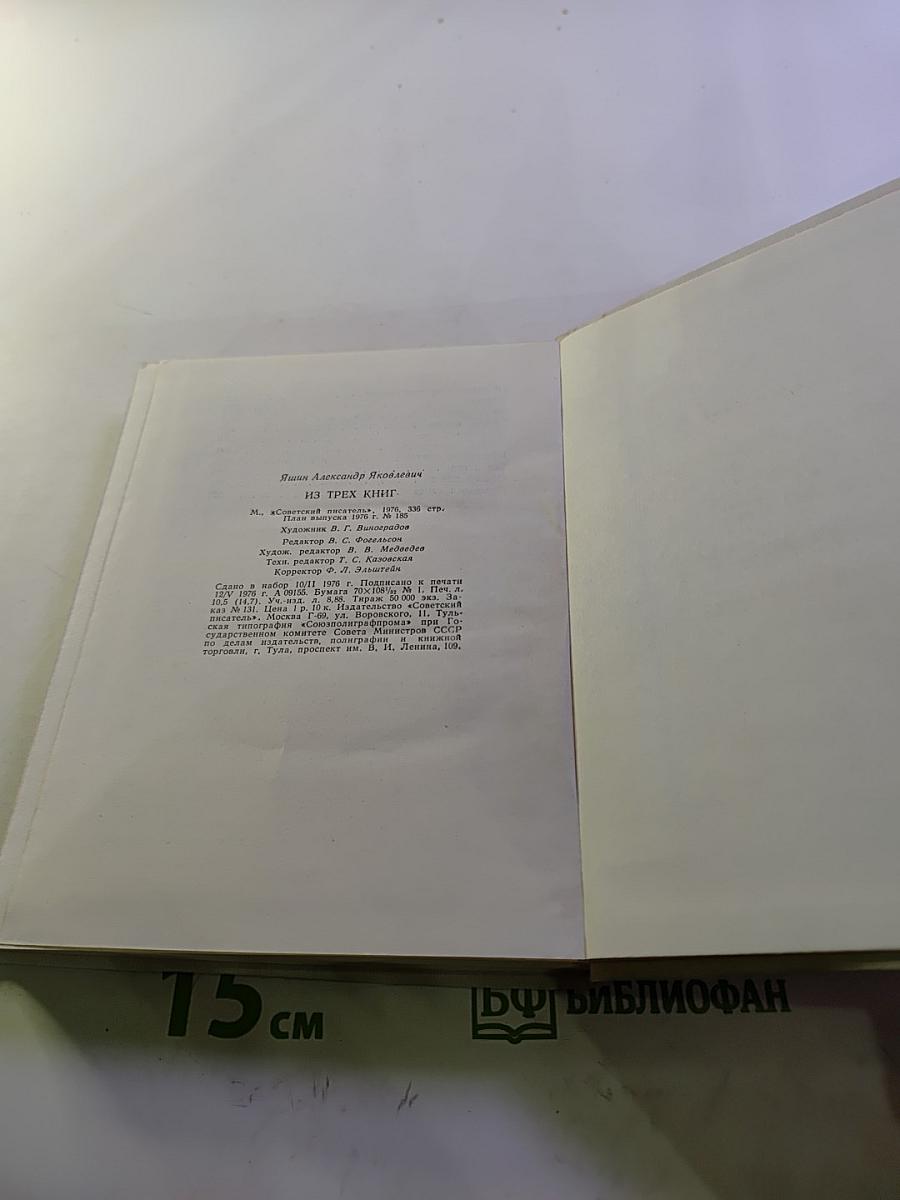 Яшин Александр Яковлевич
ИЗ ТРЕХ КНИГ
М., «Советский писатель», 1976, 336 стр.
План выпуска 1976 г. № 185
Художник В. Г. Виноградов
Редактор В. С. Фогельсон
Худож. редактор В. В. Медведев
Техн. редактор Т. С. Казовская
Корректор Ф. Л. Эльштейн
Сдано в набор 10/II 1976 г. Подписано к печати
12/V 1976 г. А 09155. Бумага 70×108¹/₃₂ № 1. Печ. л.
10,5 (14,7). Уч.-изд. л. 8,88. Тираж 50 000 экз. За-
каз № 131. Цена 1 р. 10 к. Издательство «Советский
писатель». Москва Г-69, ул. Воровского, 11. Туль-
ская типография «Союзполиграфпрома» при Го-
сударственном комитете Совета Министров СССР
по делам издательств, полиграфии и книжной
торговли, г. Тула, проспект им. В. И. Ленина, 109.
15 см
БФ БИБЛИОФАН